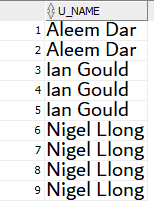 U_NAME
1 Aleem Dar
2 Aleem Dar
3 Ian Gould
4 Ian Gould
5 Ian Gould
6 Nigel Llong
7 Nigel Llong
8 Nigel Llong
9 Nigel Llong